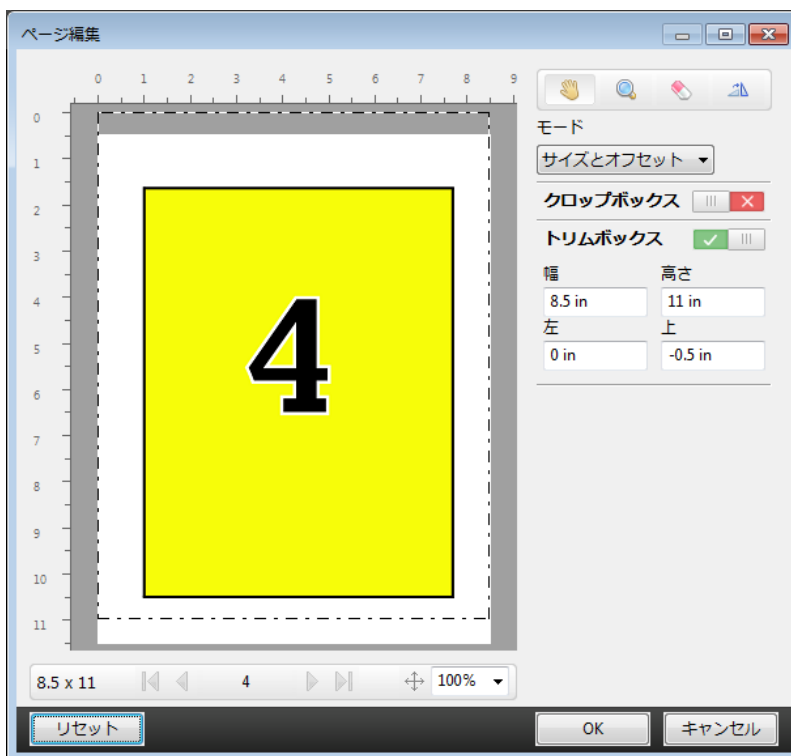 ページ編集
0 1 2 3 4 5 6 7 8 9
0
1
2
3
4
5
6
7
8
9
10
11
4
モード
サイズとオフセット
クロップボックス
トリムボックス
幅 高さ
8.5 in 11 in
左 上
0 in -0.5 in
8.5 x 11 4 100%
リセット OK キャンセル